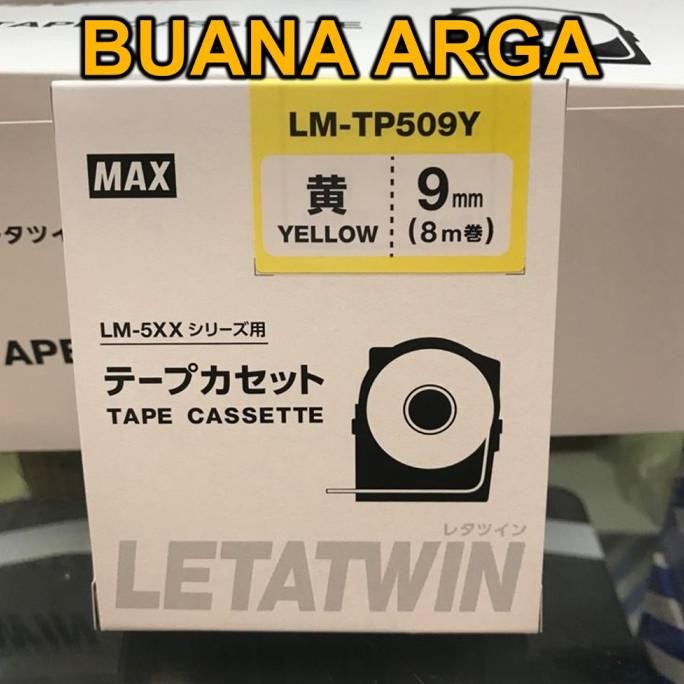 BUANA ARGA
LM-TP509Y
MAX
黄
YELLOW
9mm
(8m巻)
LM-5XX シリーズ用
テープカセット
TAPE CASSETTE
レタツイン
LETATWIN